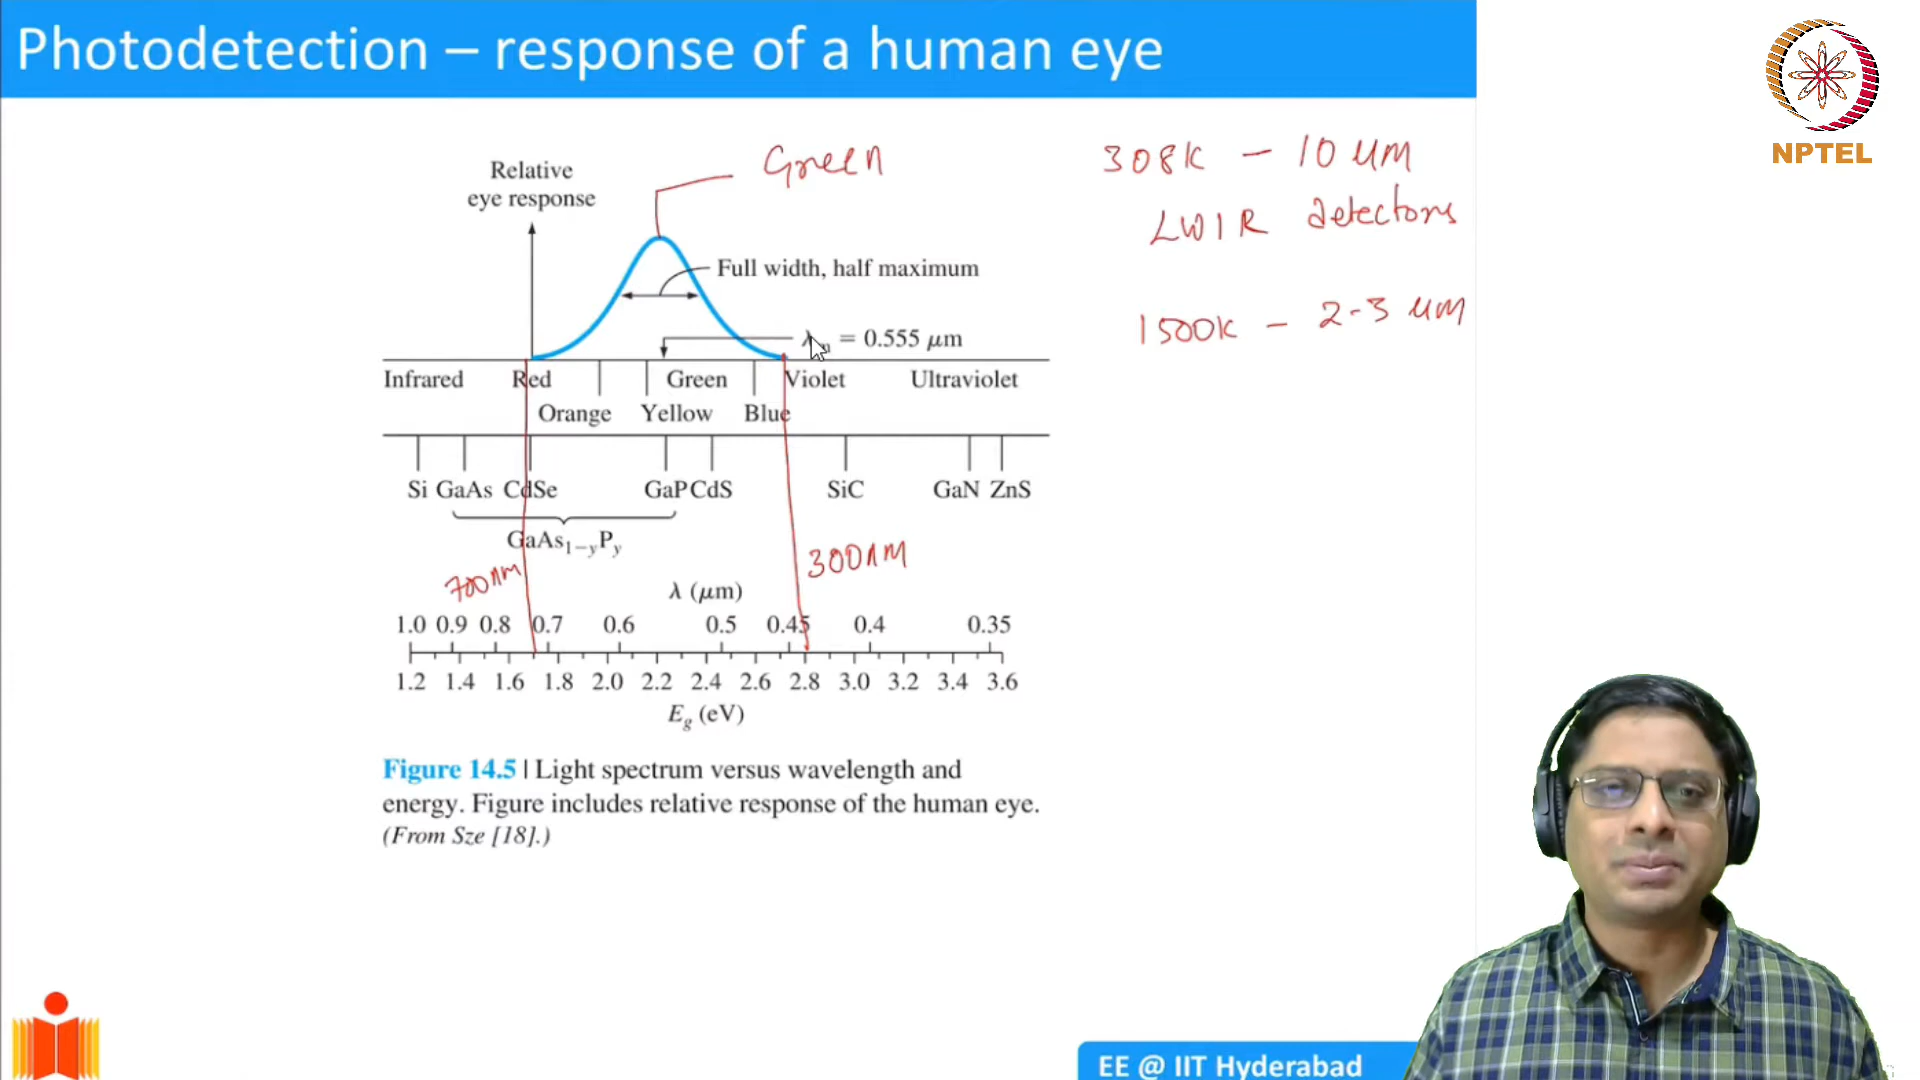 Photodetection – response of a human eye
NPTEL
Green
308K – 10 µm
LWIR detectors
1500K – 2-3 µm
Relative
eye response
Full width, half maximum
= 0.555 µm
Infrared Red Green Violet Ultraviolet
Orange Yellow Blue
Si GaAs CdSe GaP CdS SiC GaN ZnS
GaAs1−yPy
700nm
300nm
λ (µm)
1.0 0.9 0.8 0.7 0.6 0.5 0.45 0.4 0.35
1.2 1.4 1.6 1.8 2.0 2.2 2.4 2.6 2.8 3.0 3.2 3.4 3.6
Eg (eV)
Figure 14.5 | Light spectrum versus wavelength and
energy. Figure includes relative response of the human eye.
(From Sze [18].)
EE @ IIT Hyderabad